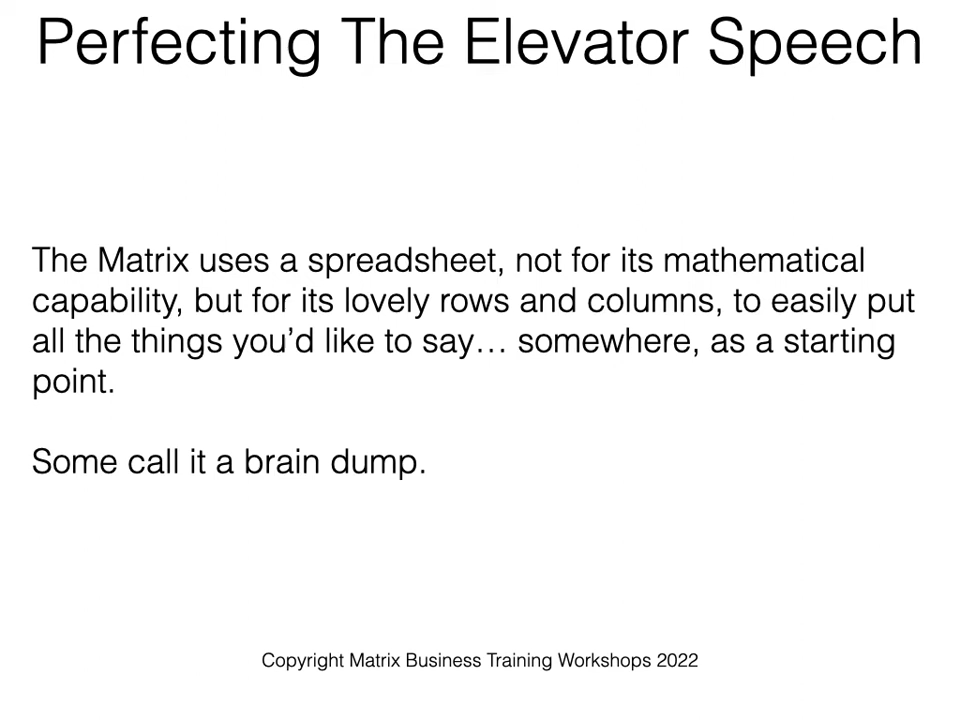 Perfecting The Elevator Speech
The Matrix uses a spreadsheet, not for its mathematical
capability, but for its lovely rows and columns, to easily put
all the things you’d like to say… somewhere, as a starting
point.
Some call it a brain dump.
Copyright Matrix Business Training Workshops 2022